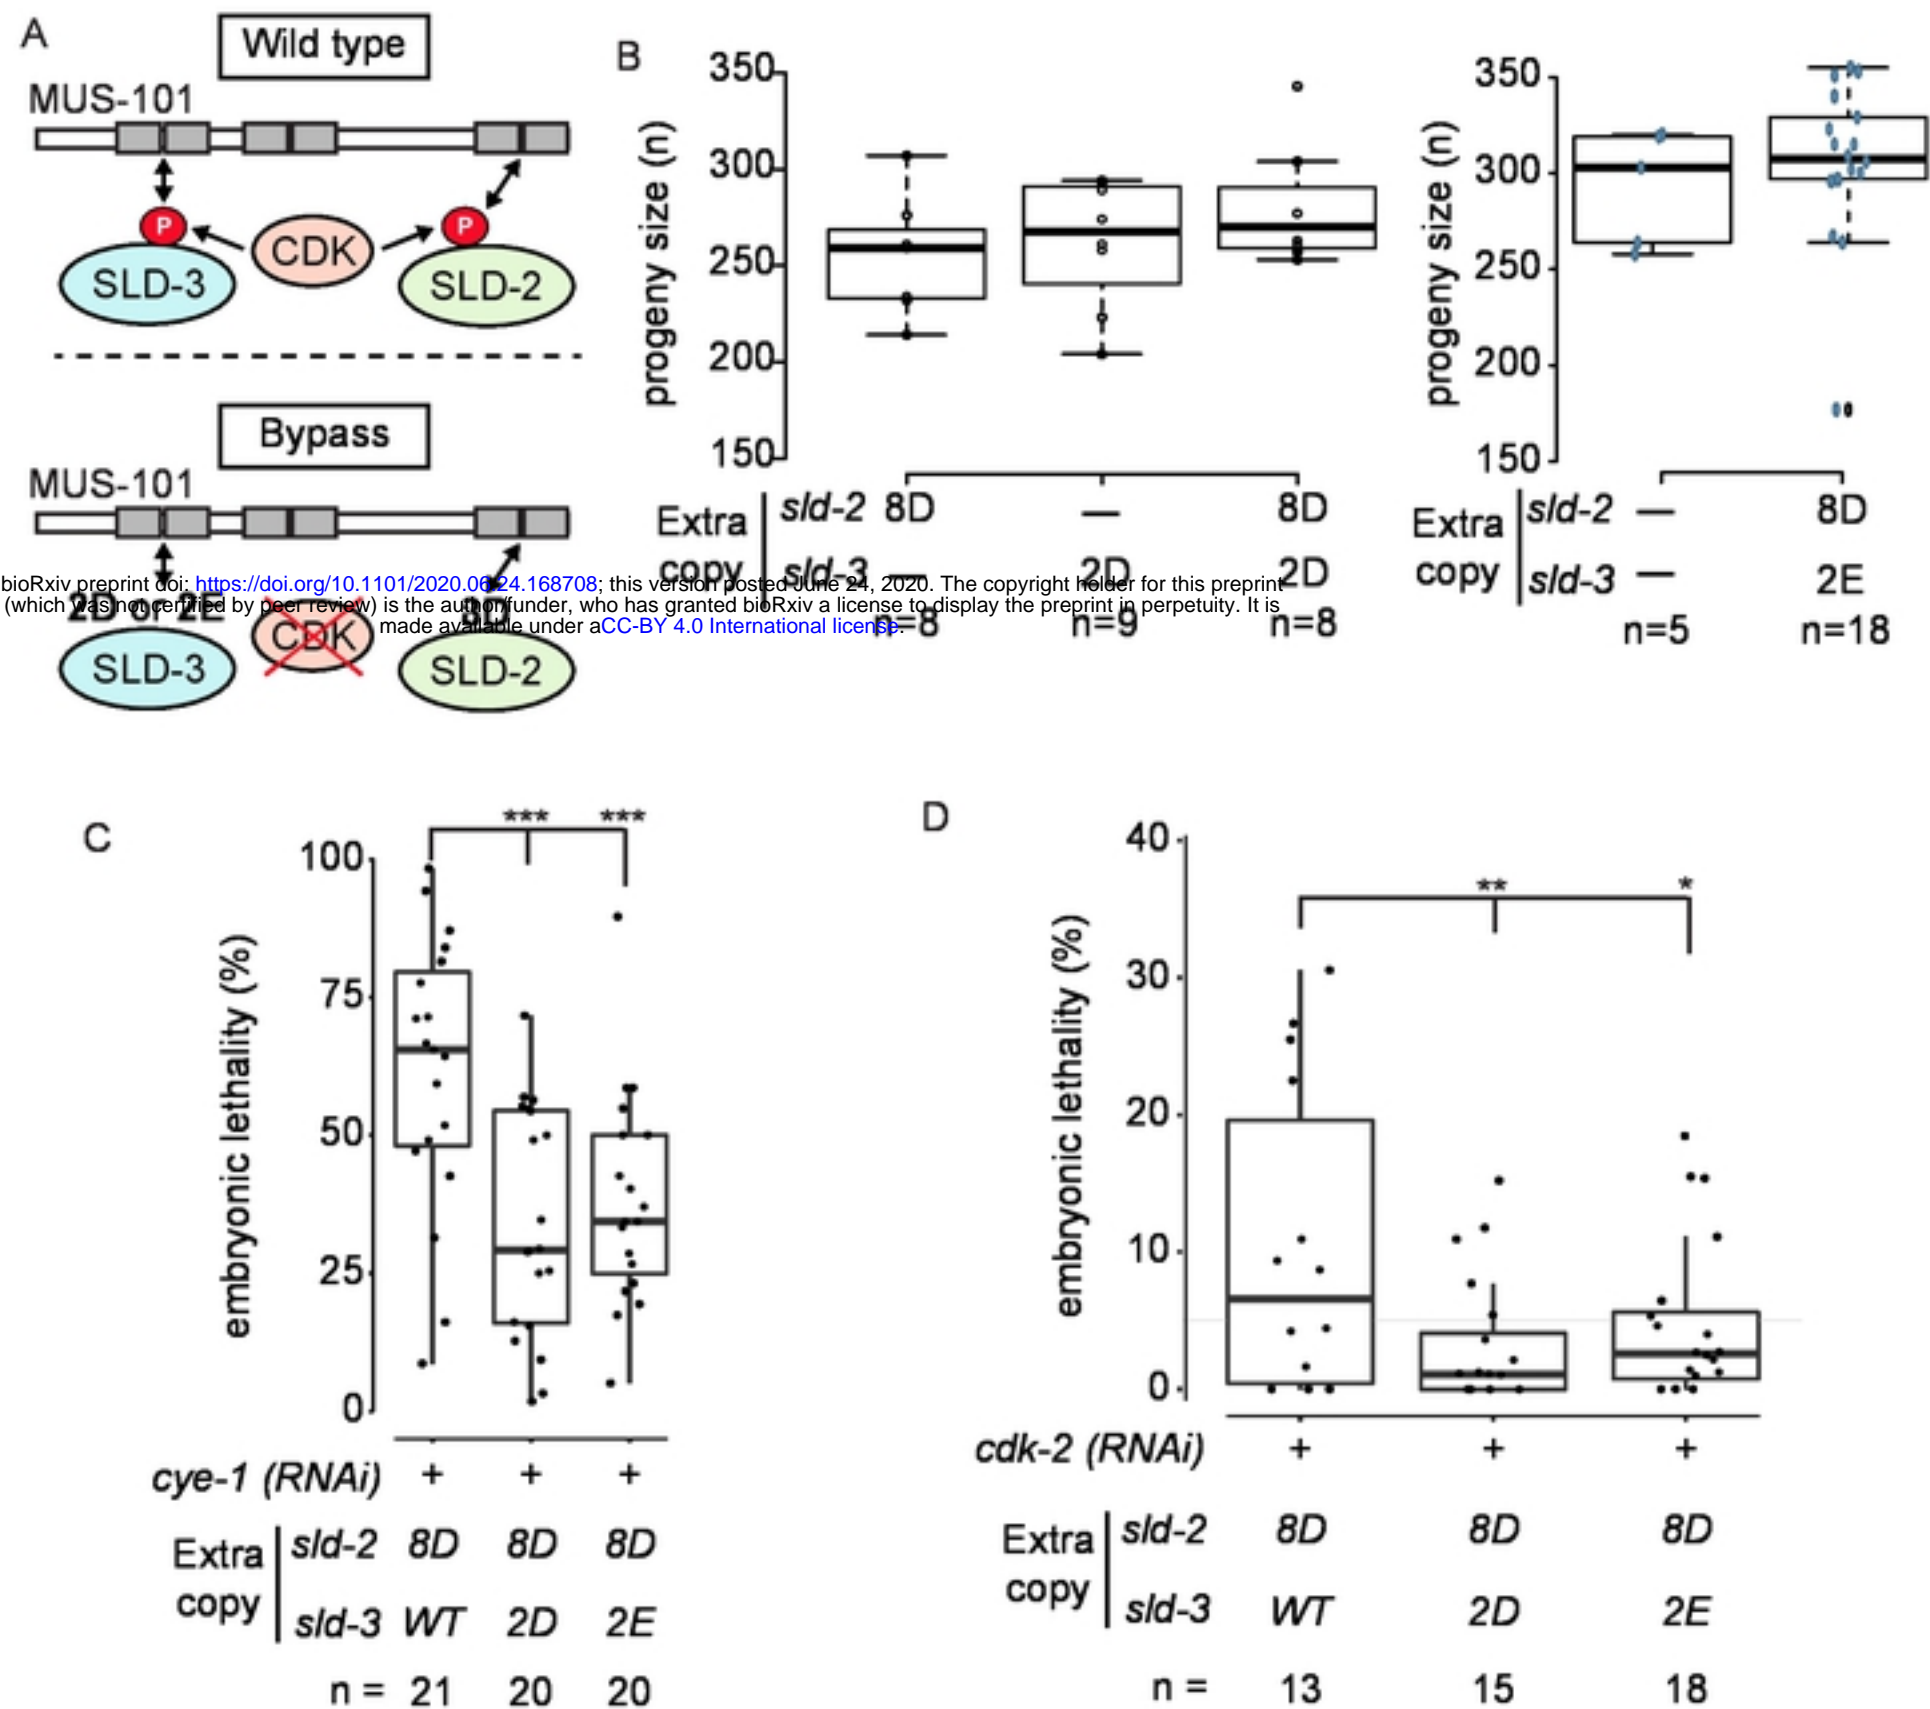 A
Wild type
MUS-101
P
P
CDK
SLD-3
SLD-2
Bypass
MUS-101
2D or 2E
8D
CDK
SLD-3
SLD-2
B
progeny size (n)
350
300
250
200
150
Extra copy
sld-2 8D — 8D
sld-3 — 2D 2D
n=8 n=9 n=8
progeny size (n)
350
300
250
200
150
Extra copy
sld-2 — 8D
sld-3 — 2E
n=5 n=18
bioRxiv preprint doi: https://doi.org/10.1101/2020.06.24.168708; this version posted June 24, 2020. The copyright holder for this preprint
(which was not certified by peer review) is the author/funder, who has granted bioRxiv a license to display the preprint in perpetuity. It is
made available under aCC-BY 4.0 International license.
C
*** ***
embryonic lethality (%)
100
75
50
25
0
cye-1 (RNAi) + + +
Extra copy
sld-2 8D 8D 8D
sld-3 WT 2D 2E
n = 21 20 20
D
** *
embryonic lethality (%)
40
30
20
10
0
cdk-2 (RNAi) + + +
Extra copy
sld-2 8D 8D 8D
sld-3 WT 2D 2E
n = 13 15 18